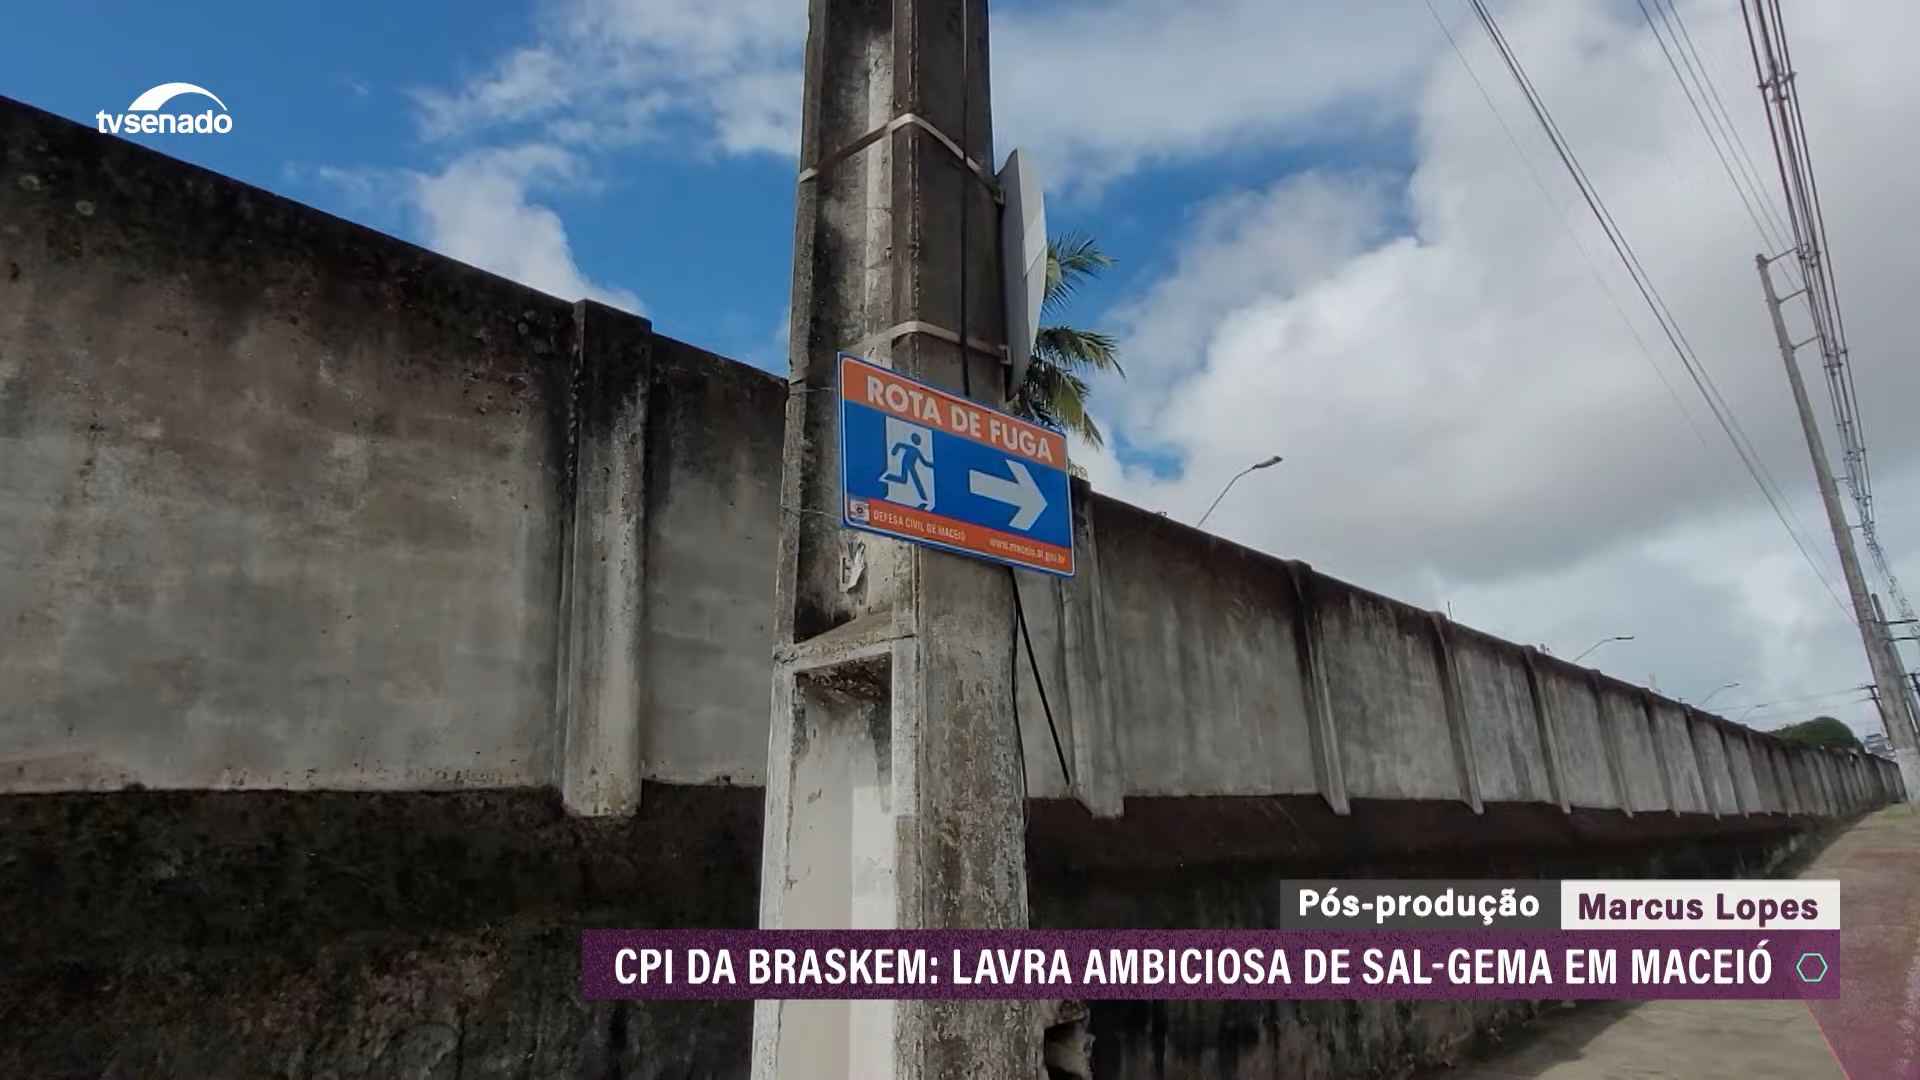 tvsenado
ROTA DE FUGA
DEFESA CIVIL DE MACEIÓ
www.maceio.al.gov.br
Pós-produção
Marcus Lopes
CPI DA BRASKEM: LAVRA AMBICIOSA DE SAL-GEMA EM MACEIÓ